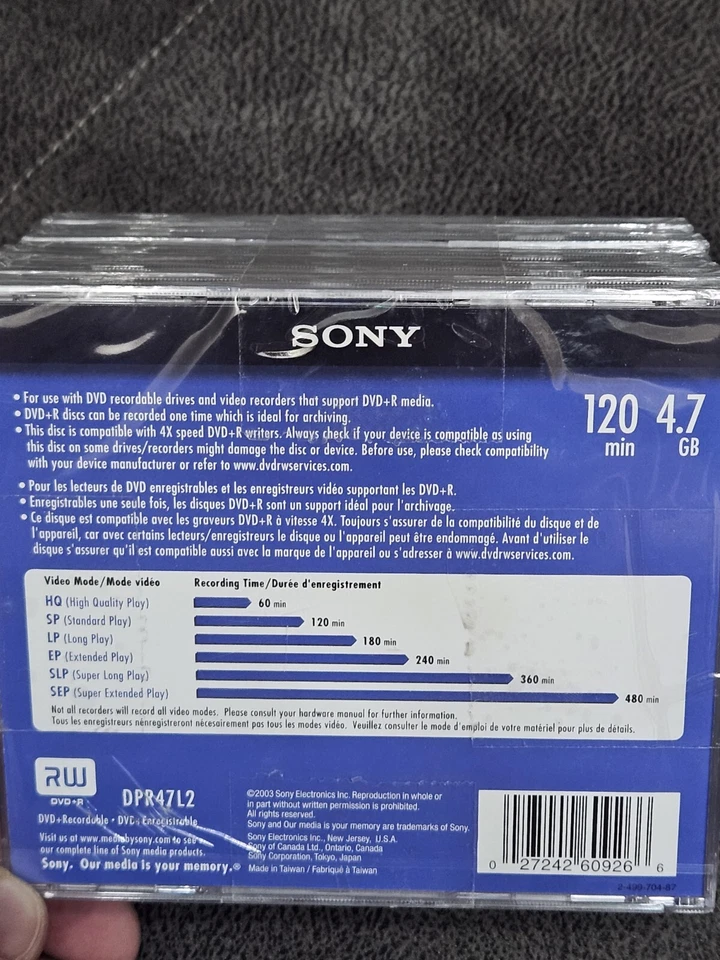 SONY
• For use with DVD recordable drives and video recorders that support DVD+R media.
• DVD+R discs can be recorded one time which is ideal for archiving.
• This disc is compatible with 4X speed DVD+R writers. Always check if your device is compatible as using
this disc on some drives/recorders might damage the disc or device. Before use, please check compatibility
with your device manufacturer or refer to www.dvdrwservices.com.
120 4.7
min GB
• Pour les lecteurs de DVD enregistrables et les enregistreurs vidéo supportant les DVD+R.
• Enregistrables une seule fois, les disques DVD+R sont un support idéal pour l'archivage.
• Ce disque est compatible avec les graveurs DVD+R à vitesse 4X. Toujours s'assurer de la compatibilité du disque et de
l'appareil, car avec certains lecteurs/enregistreurs le disque ou l'appareil peut être endommagé. Avant d'utiliser le
disque s'assurer qu'il est compatible aussi avec la marque de l'appareil ou s'adresser à www.dvdrwservices.com.
Video Mode/Mode vidéo Recording Time/Durée d'enregistrement
HQ (High Quality Play) 60 min
SP (Standard Play) 120 min
LP (Long Play) 180 min
EP (Extended Play) 240 min
SLP (Super Long Play) 360 min
SEP (Super Extended Play) 480 min
Not all recorders will record all video modes. Please consult your hardware manual for further information.
Tous les enregistreurs nénregistreront nécesairement pas tous les modes vidéo. Veuillez consulter le mode d'emploi de votre matériel pour plus de détails.
RW
DVD+R DPR47L2
DVD+Recordable • DVD+Enregistrable
Visit us at www.mediabysony.com to see
our complete line of Sony media products.
Sony. Our media is your memory.®
©2003 Sony Electronics Inc. Reproduction in whole or
in part without written permission is prohibited.
All rights reserved.
Sony and Our media is your memory are trademarks of Sony.
Sony Electronics Inc., New Jersey, U.S.A.
Sony of Canada Ltd., Ontario, Canada
Sony Corporation, Tokyo, Japan
Made in Taiwan / Fabriqué à Taiwan
0 27242 60926 6
2-499-704-87